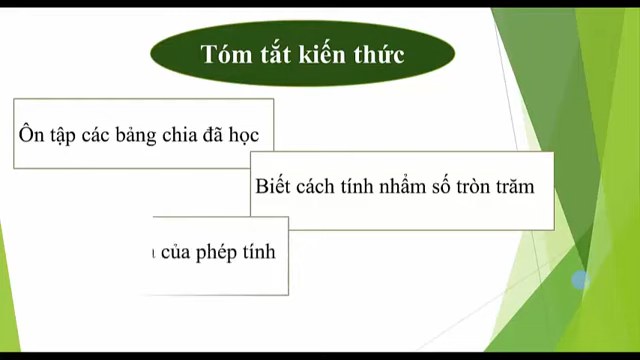 Tóm tắt kiến thức
Ôn tập các bảng chia đã học
Biết cách tính nhẩm số tròn trăm
của phép tính